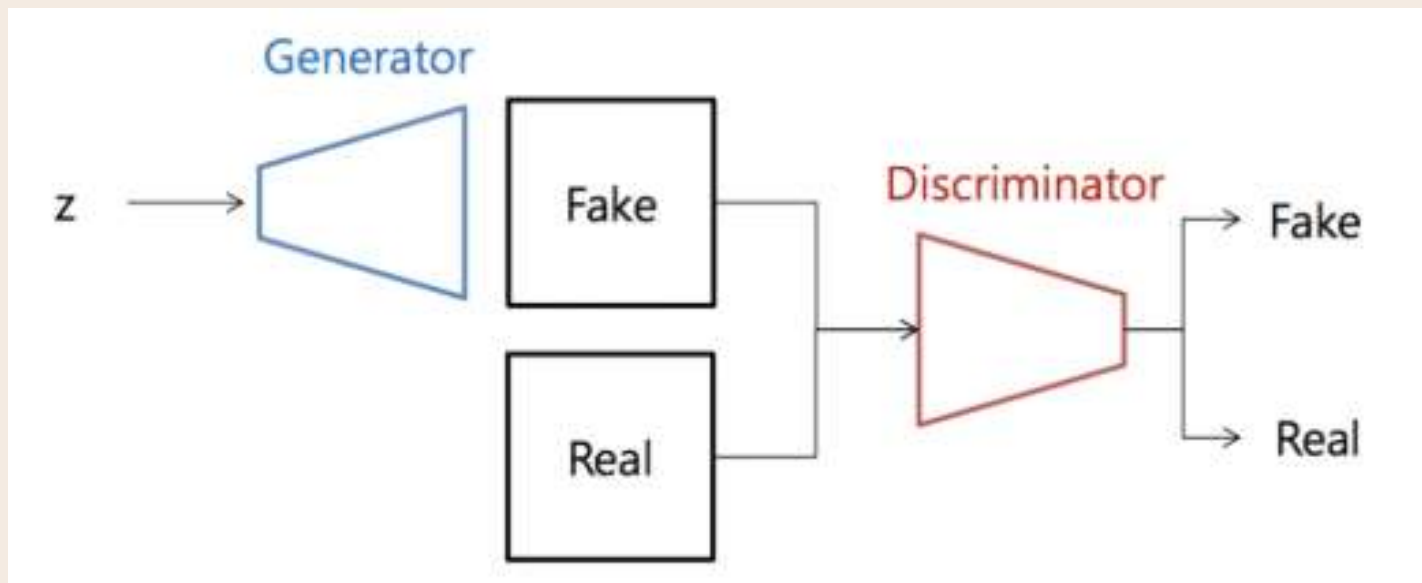 Generator
z
Fake
Discriminator
Fake
Real
Real